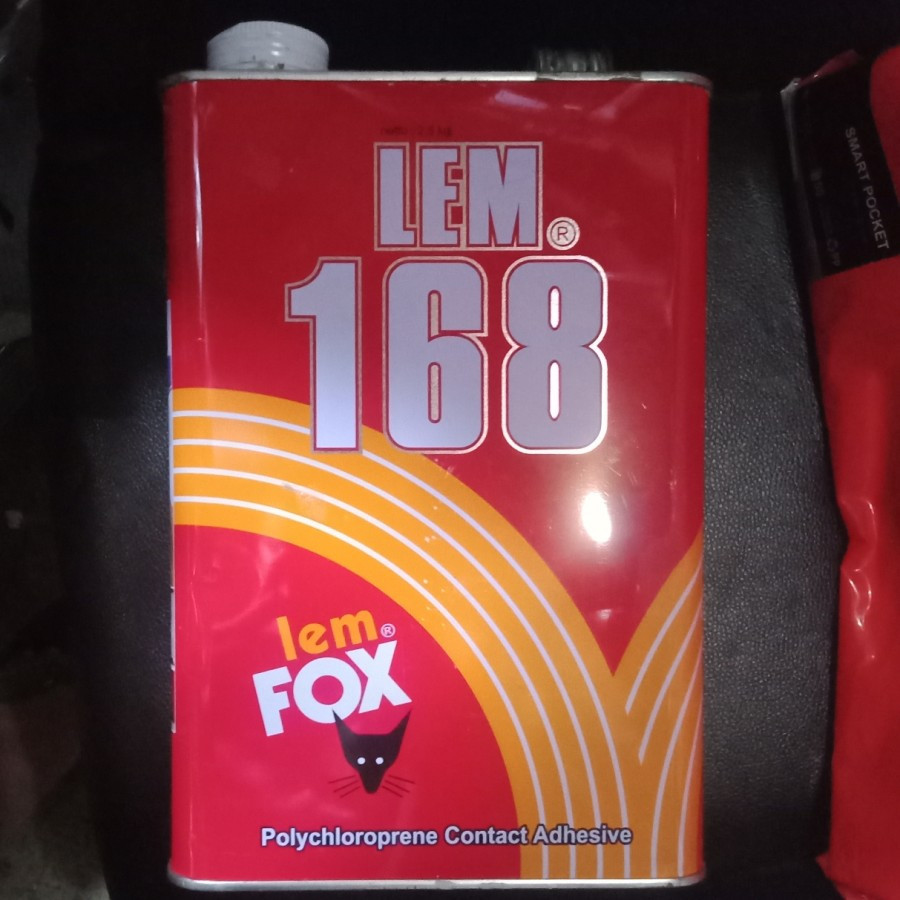 LEM®
168
lem®
FOX
Polychloroprene Contact Adhesive
SMART POCKET